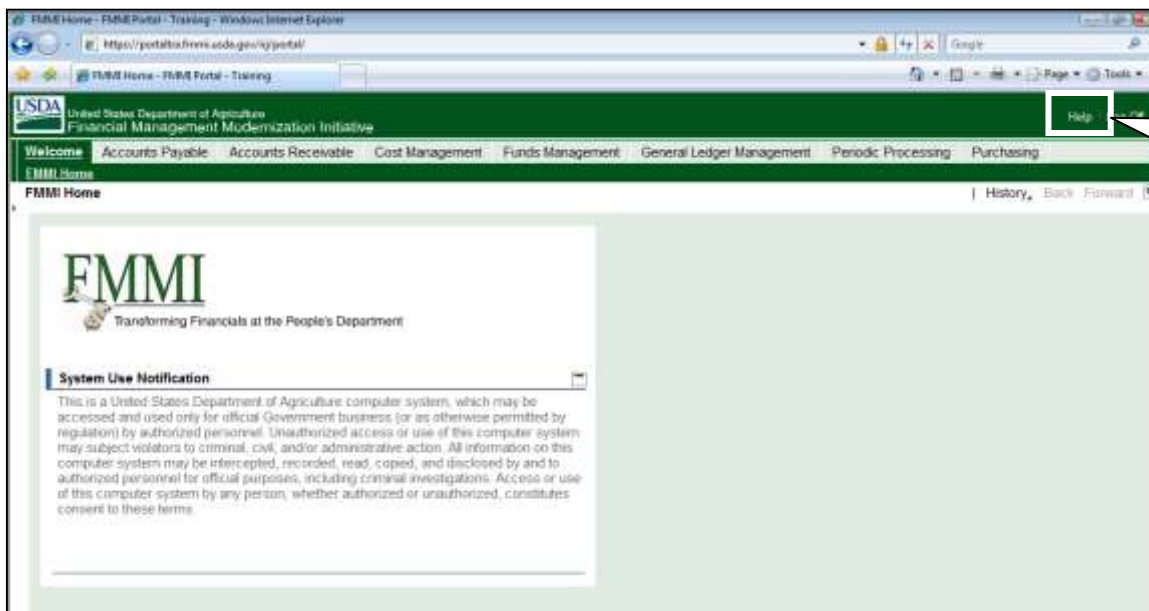 FMMI Home - FMMI Portal - Training - Windows Internet Explorer
Google
FMMI Home - FMMI Portal - Training
Page Tools
USDA
United States Department of Agriculture
Financial Management Modernization Initiative
Help
Welcome Accounts Payable Accounts Receivable Cost Management Funds Management General Ledger Management Periodic Processing Purchasing
FMMI Home
FMMI Home | History Back Forward
FMMI
Transforming Financials at the People's Department
System Use Notification
This is a United States Department of Agriculture computer system, which may be
accessed and used only for official Government business (or as otherwise permitted by
regulation) by authorized personnel. Unauthorized access or use of this computer system
may subject violators to criminal, civil, and/or administrative action. All information on this
computer system may be intercepted, recorded, read, copied, and disclosed by and to
authorized personnel for official purposes, including criminal investigations. Access or use
of this computer system by any person, whether authorized or unauthorized, constitutes
consent to these terms.